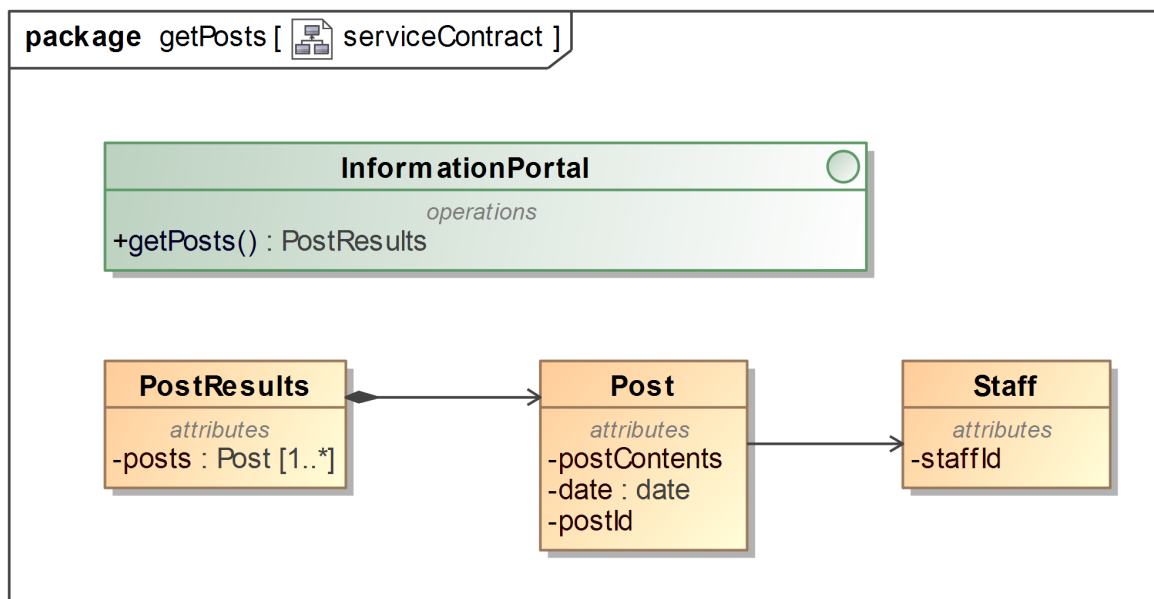 package getPosts [ serviceContract ]
InformationPortal
operations
+getPosts() : PostResults
PostResults
attributes
-posts : Post [1..*]
Post
attributes
-postContents
-date : date
-postId
Staff
attributes
-staffId